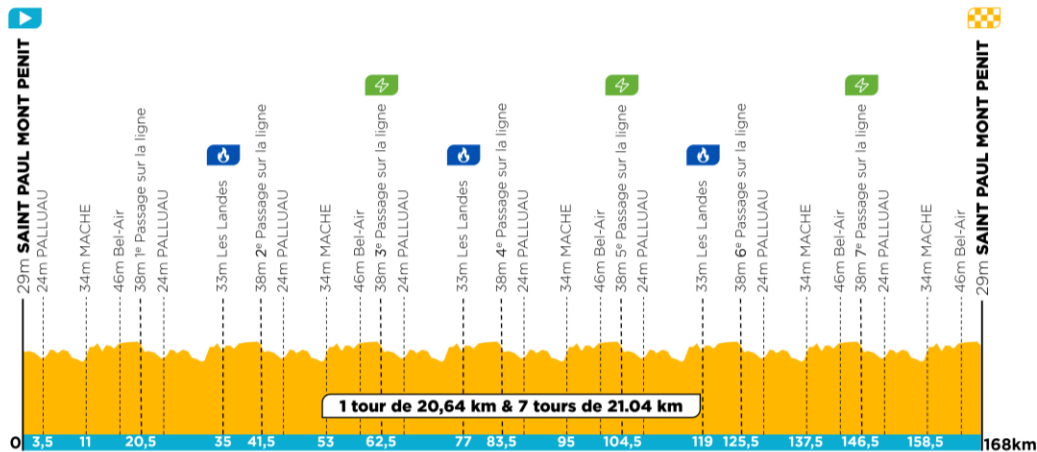 29m SAINT PAUL MONT PENIT
24m PALLUAU
34m MACHE
46m Bel-Air
38m 1e Passage sur la ligne
24m PALLUAU
33m Les Landes
38m 2e Passage sur la ligne
24m PALLUAU
34m MACHE
46m Bel-Air
38m 3e Passage sur la ligne
24m PALLUAU
33m Les Landes
38m 4e Passage sur la ligne
24m PALLUAU
34m MACHE
46m Bel-Air
38m 5e Passage sur la ligne
24m PALLUAU
33m Les Landes
38m 6e Passage sur la ligne
24m PALLUAU
34m MACHE
46m Bel-Air
38m 7e Passage sur la ligne
24m PALLUAU
34m MACHE
46m Bel-Air
29m SAINT PAUL MONT PENIT
1 tour de 20,64 km & 7 tours de 21.04 km
0 3,5 11 20,5 35 41,5 53 62,5 77 83,5 95 104,5 119 125,5 137,5 146,5 158,5 168km